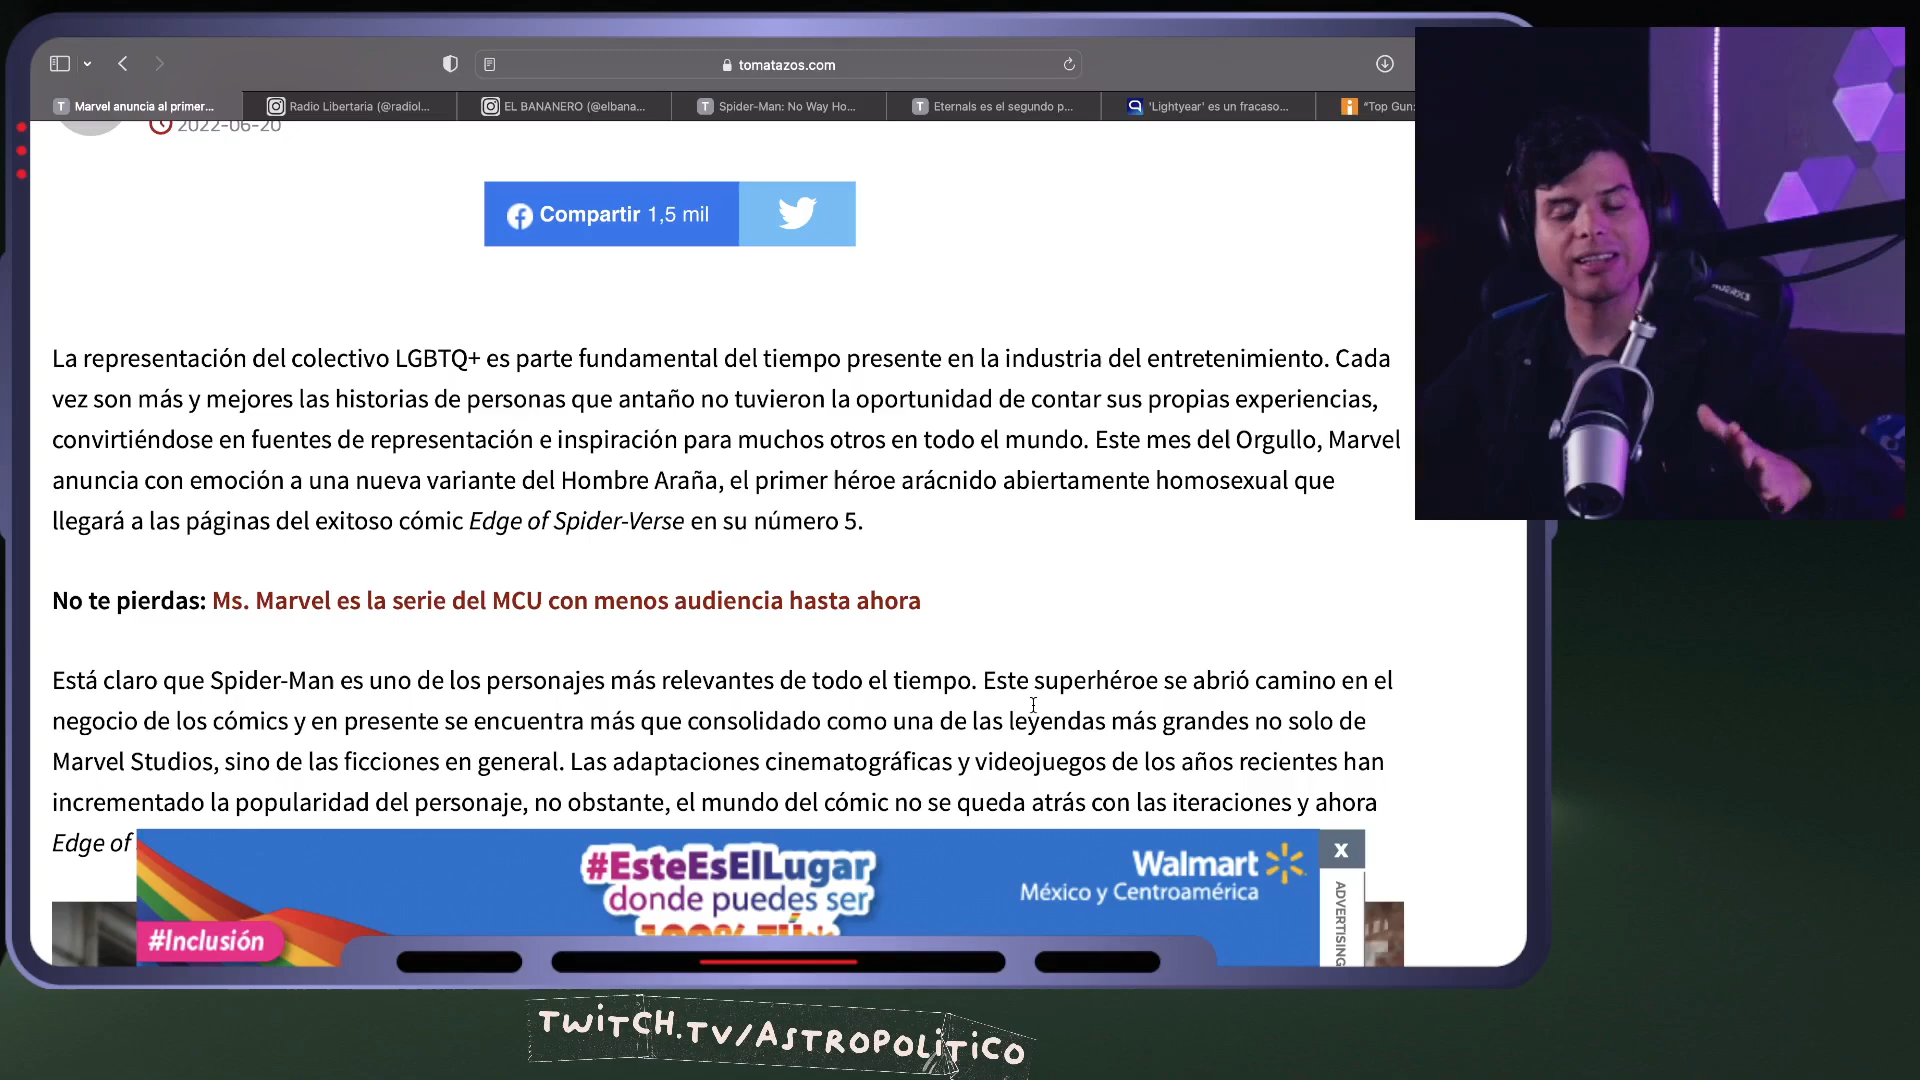 tomatazos.com
T Marvel anuncia al primer...
Radio Libertaria (@radiol...
EL BANANERO (@elbana...
T Spider-Man: No Way Ho...
T Eternals es el segundo p...
'Lightyear' es un fracaso...
"Top Gun:
2022-06-20
Compartir 1,5 mil
La representación del colectivo LGBTQ+ es parte fundamental del tiempo presente en la industria del entretenimiento. Cada
vez son más y mejores las historias de personas que antaño no tuvieron la oportunidad de contar sus propias experiencias,
convirtiéndose en fuentes de representación e inspiración para muchos otros en todo el mundo. Este mes del Orgullo, Marvel
anuncia con emoción a una nueva variante del Hombre Araña, el primer héroe arácnido abiertamente homosexual que
llegará a las páginas del exitoso cómic Edge of Spider-Verse en su número 5.
No te pierdas: Ms. Marvel es la serie del MCU con menos audiencia hasta ahora
Está claro que Spider-Man es uno de los personajes más relevantes de todo el tiempo. Este superhéroe se abrió camino en el
negocio de los cómics y en presente se encuentra más que consolidado como una de las leyendas más grandes no solo de
Marvel Studios, sino de las ficciones en general. Las adaptaciones cinematográficas y videojuegos de los años recientes han
incrementado la popularidad del personaje, no obstante, el mundo del cómic no se queda atrás con las iteraciones y ahora
Edge of
#EsteEsElLugar
donde puedes ser
100% TÚ
#Inclusión
Walmart
México y Centroamérica
X
ADVERTISING
TWITCH.TV/ASTROPOLITICO